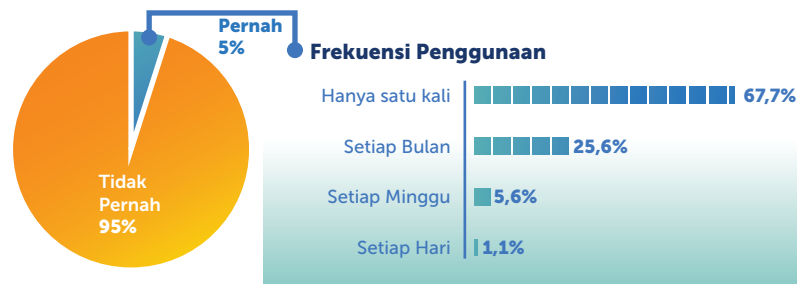 Pernah
5%
Frekuensi Penggunaan
Hanya satu kali 67,7%
Setiap Bulan 25,6%
Setiap Minggu 5,6%
Setiap Hari 1,1%
Tidak
Pernah
95%